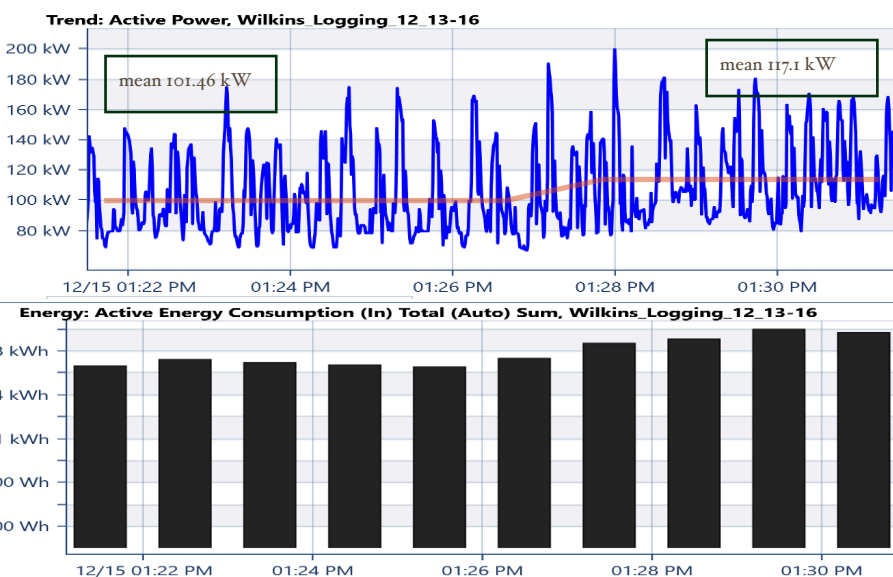 Trend: Active Power, Wilkins_Logging_12_13-16
200 kW
mean 101.46 kW
mean 117.1 kW
180 kW
160 kW
140 kW
120 kW
100 kW
80 kW
12/15 01:22 PM 01:24 PM 01:26 PM 01:28 PM 01:30 PM
Energy: Active Energy Consumption (In) Total (Auto) Sum, Wilkins_Logging_12_13-16
kWh
kWh
kWh
Wh
Wh
12/15 01:22 PM 01:24 PM 01:26 PM 01:28 PM 01:30 PM